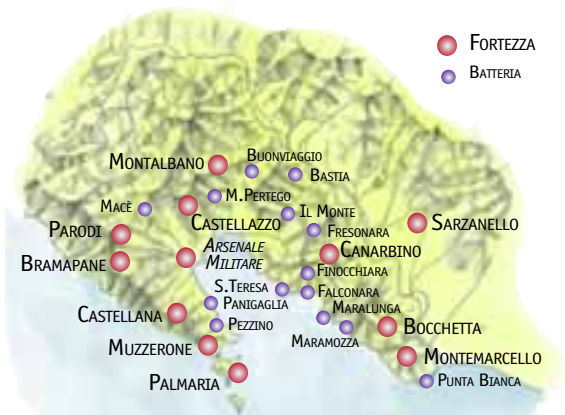 FORTEZZA
BATTERIA
MONTALBANO
BUONVIAGGIO
BASTIA
M.PERTEGO
MACÈ
CASTELLAZZO
IL MONTE
SARZANELLO
PARODI
FRESONARA
ARSENALE
MILITARE
CANARBINO
BRAMAPANE
FINOCCHIARA
S.TERESA
FALCONARA
PANIGAGLIA
MARALUNGA
CASTELLANA
PEZZINO
BOCCHETTA
MARAMOZZA
MUZZERONE
MONTEMARCELLO
PALMARIA
PUNTA BIANCA